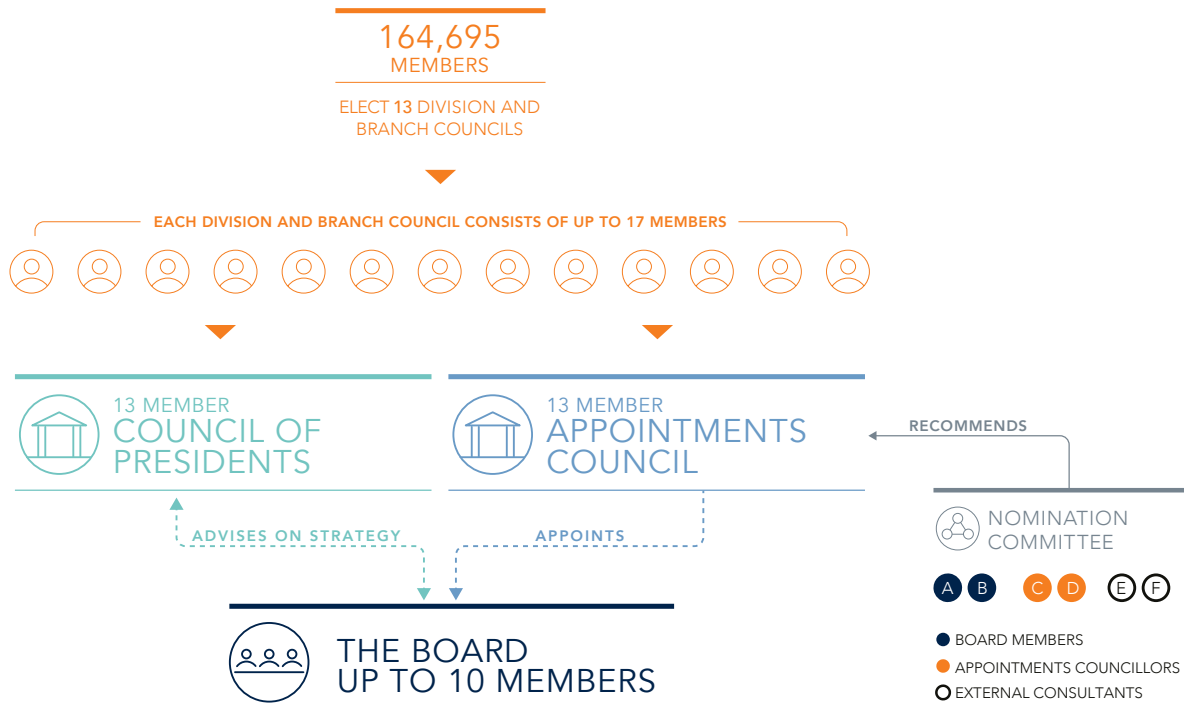 164,695
MEMBERS
ELECT 13 DIVISION AND
BRANCH COUNCILS
EACH DIVISION AND BRANCH COUNCIL CONSISTS OF UP TO 17 MEMBERS
13 MEMBER
COUNCIL OF
PRESIDENTS
13 MEMBER
APPOINTMENTS
COUNCIL
RECOMMENDS
NOMINATION
COMMITTEE
A B C D E F
BOARD MEMBERS
APPOINTMENTS COUNCILLORS
EXTERNAL CONSULTANTS
ADVISES ON STRATEGY
APPOINTS
THE BOARD
UP TO 10 MEMBERS